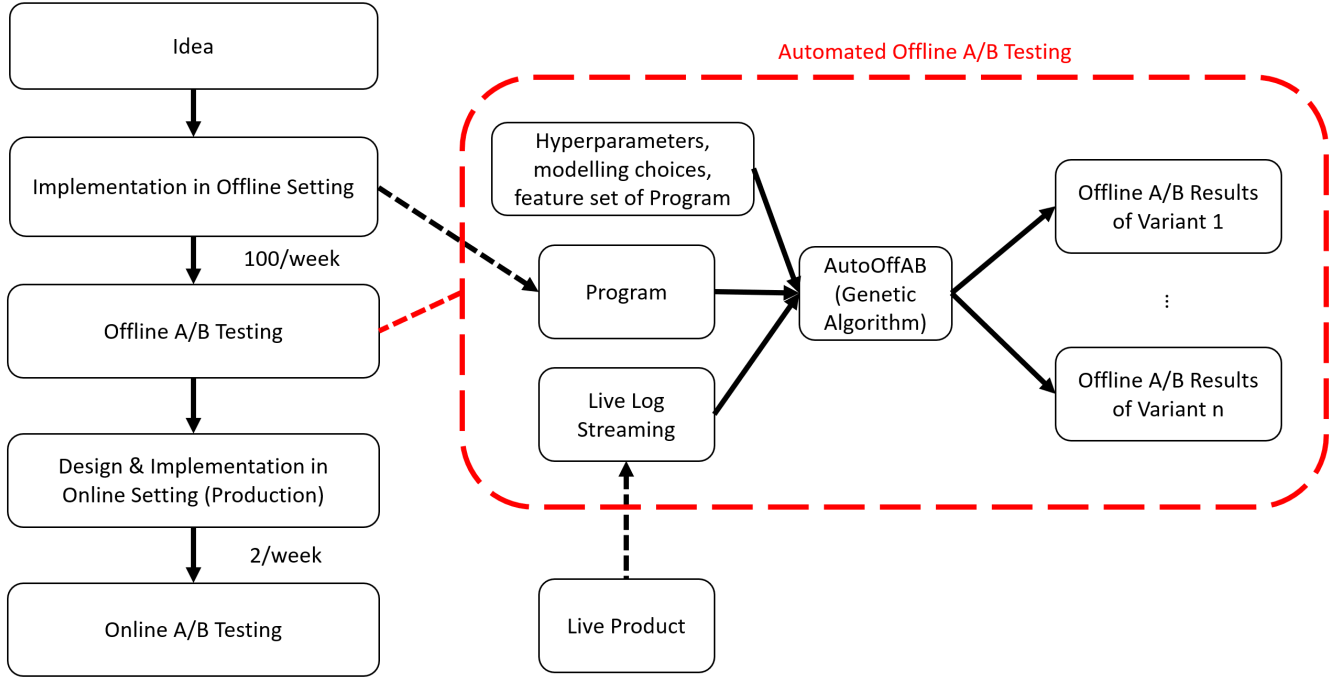 Idea
Implementation in Offline Setting
100/week
Offline A/B Testing
Design & Implementation in
Online Setting (Production)
2/week
Online A/B Testing
Automated Offline A/B Testing
Hyperparameters,
modelling choices,
feature set of Program
Program
Live Log
Streaming
Live Product
AutoOffAB
(Genetic
Algorithm)
Offline A/B Results
of Variant 1
...
Offline A/B Results
of Variant n